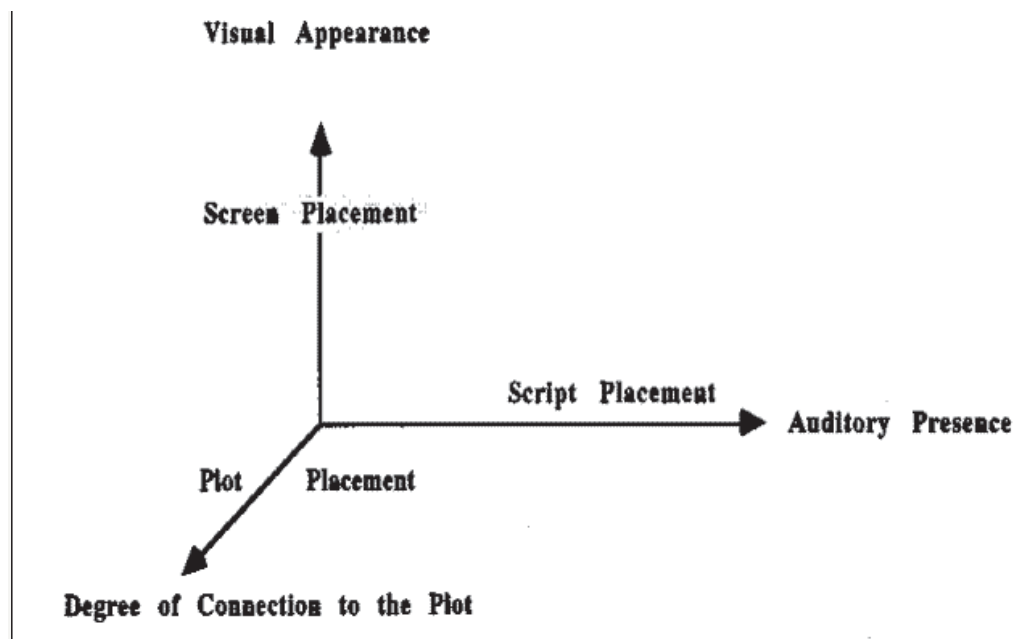 Visual Appearance
Screen Placement
Script Placement
Auditory Presence
Plot Placement
Degree of Connection to the Plot